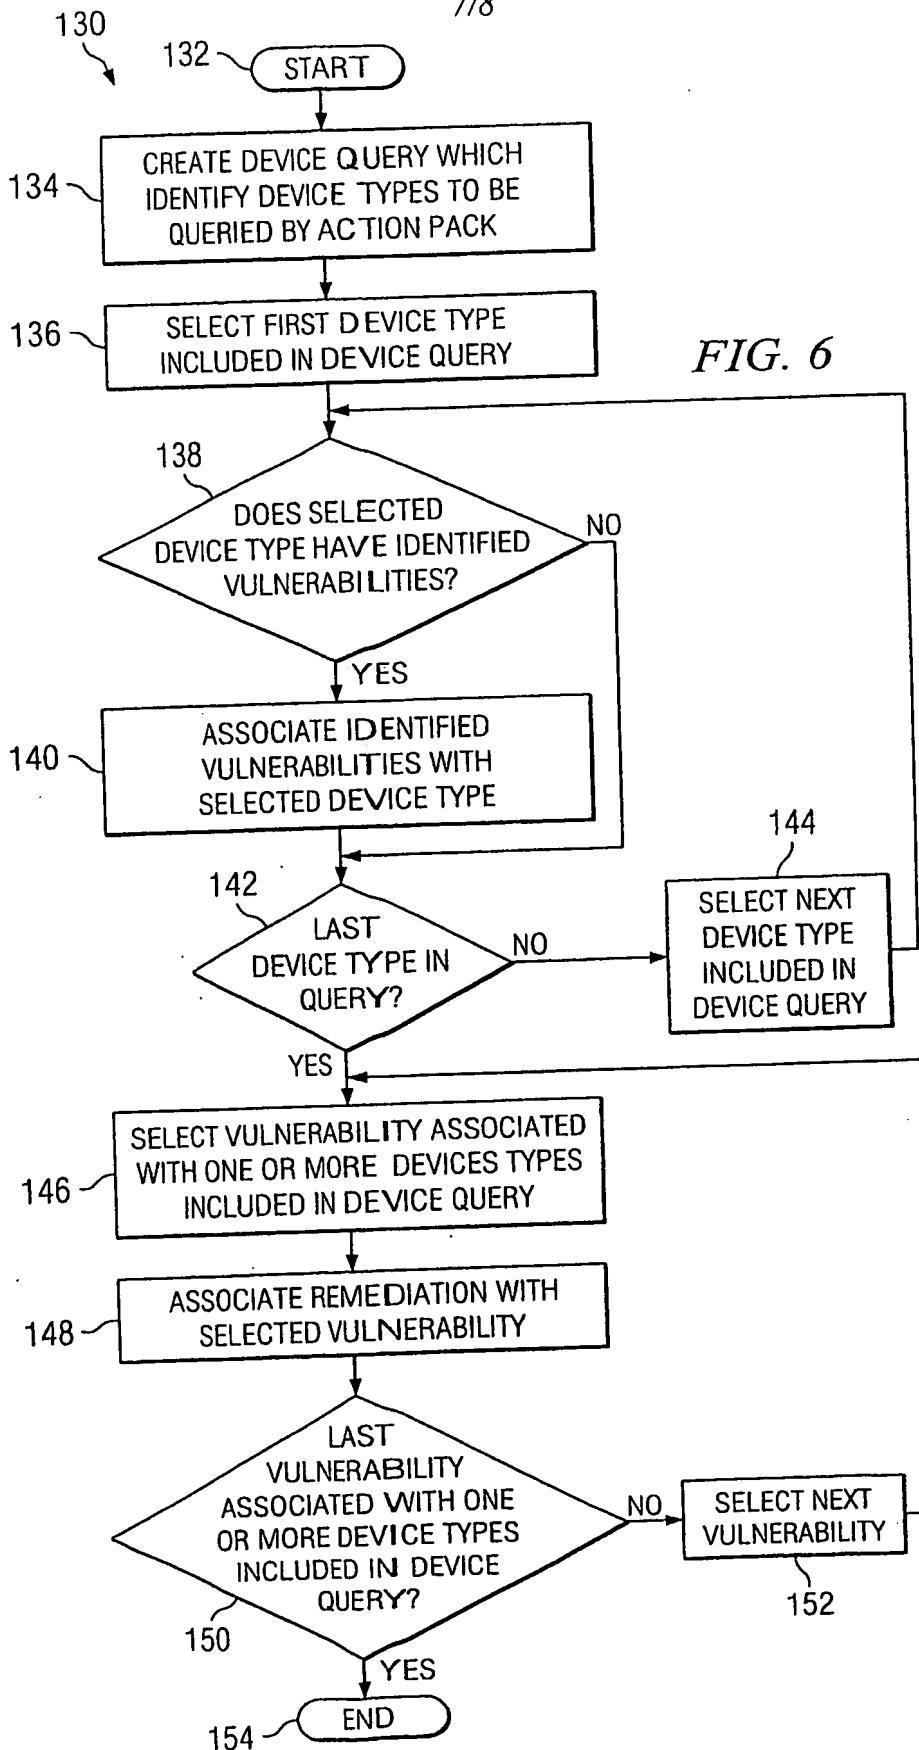 7/8
130
132
START
134
CREATE DEVICE QUERY WHICH
IDENTIFY DEVICE TYPES TO BE
QUERIED BY ACTION PACK
136
SELECT FIRST DEVICE TYPE
INCLUDED IN DEVICE QUERY
FIG. 6
138
DOES SELECTED
DEVICE TYPE HAVE IDENTIFIED
VULNERABILITIES?
NO
YES
140
ASSOCIATE IDENTIFIED
VULNERABILITIES WITH
SELECTED DEVICE TYPE
142
LAST
DEVICE TYPE IN
QUERY?
NO
144
SELECT NEXT
DEVICE TYPE
INCLUDED IN
DEVICE QUERY
YES
146
SELECT VULNERABILITY ASSOCIATED
WITH ONE OR MORE DEVICES TYPES
INCLUDED IN DEVICE QUERY
148
ASSOCIATE REMEDIATION WITH
SELECTED VULNERABILITY
LAST
VULNERABILITY
ASSOCIATED WITH ONE
OR MORE DEVICE TYPES
INCLUDED IN DEVICE
QUERY?
150
NO
SELECT NEXT
VULNERABILITY
152
YES
154
END